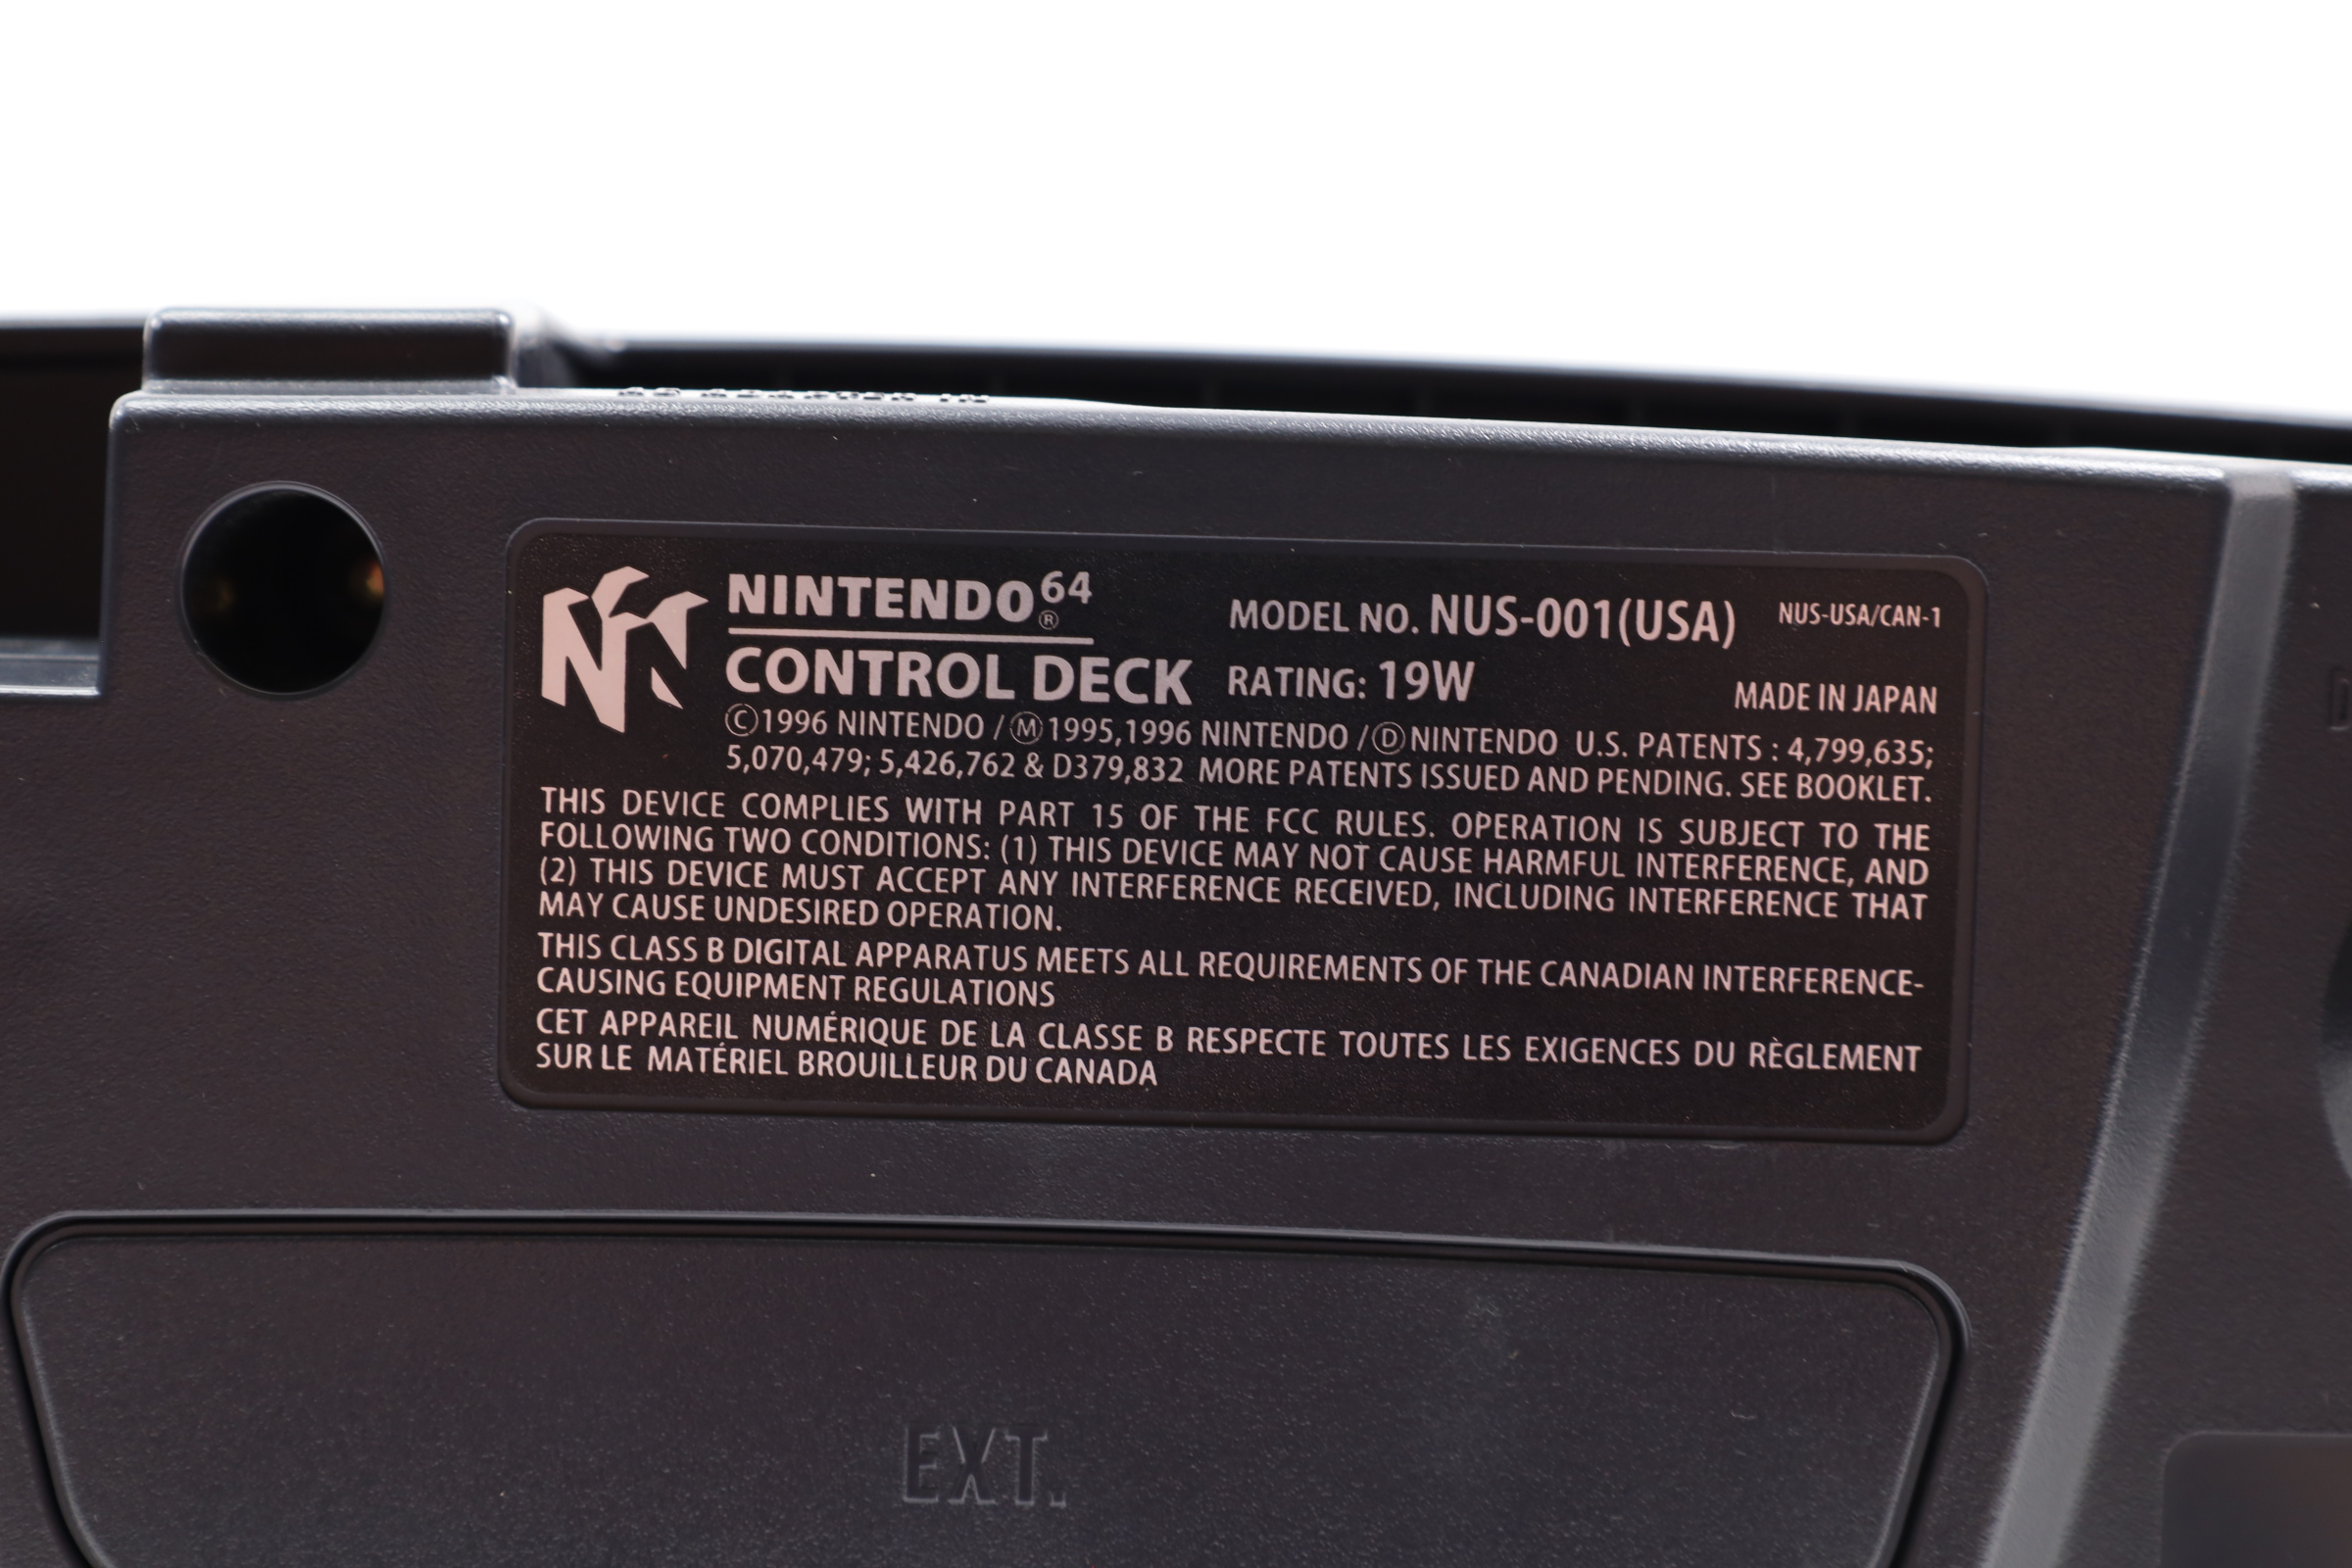 AC ADAPTER IN
NINTENDO 64 ®
CONTROL DECK
MODEL NO. NUS-001(USA) NUS-USA/CAN-1
RATING: 19W MADE IN JAPAN
Ⓒ1996 NINTENDO / Ⓜ1995,1996 NINTENDO / ⒹNINTENDO U.S. PATENTS : 4,799,635;
5,070,479; 5,426,762 & D379,832 MORE PATENTS ISSUED AND PENDING. SEE BOOKLET.
THIS DEVICE COMPLIES WITH PART 15 OF THE FCC RULES. OPERATION IS SUBJECT TO THE
FOLLOWING TWO CONDITIONS: (1) THIS DEVICE MAY NOT CAUSE HARMFUL INTERFERENCE, AND
(2) THIS DEVICE MUST ACCEPT ANY INTERFERENCE RECEIVED, INCLUDING INTERFERENCE THAT
MAY CAUSE UNDESIRED OPERATION.
THIS CLASS B DIGITAL APPARATUS MEETS ALL REQUIREMENTS OF THE CANADIAN INTERFERENCE-
CAUSING EQUIPMENT REGULATIONS
CET APPAREIL NUMÉRIQUE DE LA CLASSE B RESPECTE TOUTES LES EXIGENCES DU RÈGLEMENT
SUR LE MATÉRIEL BROUILLEUR DU CANADA
EXT.